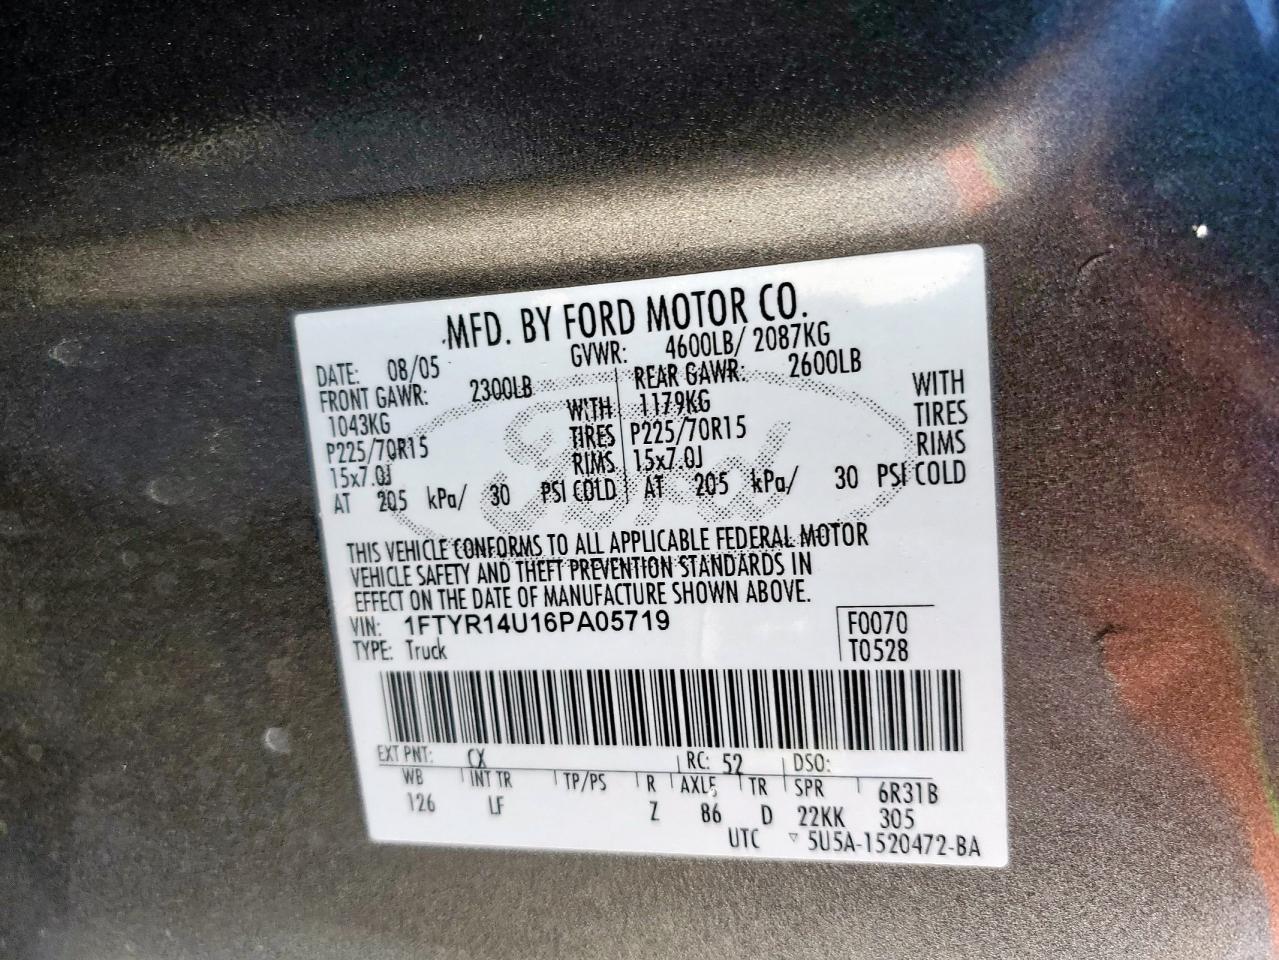 MFD. BY FORD MOTOR CO.
DATE: 08/05 GVWR: 4600LB/ 2087KG
FRONT GAWR: 2300LB REAR GAWR: 2600LB
1043KG WITH 1179KG WITH
P225/70R15 TIRES P225/70R15 TIRES
15x7.0J RIMS 15x7.0J RIMS
AT 205 kPa/ 30 PSI COLD AT 205 kPa/ 30 PSI COLD
THIS VEHICLE CONFORMS TO ALL APPLICABLE FEDERAL MOTOR
VEHICLE SAFETY AND THEFT PREVENTION STANDARDS IN
EFFECT ON THE DATE OF MANUFACTURE SHOWN ABOVE.
VIN: 1FTYR14U16PA05719 F0070
TYPE: Truck T0528
EXT PNT: CX RC: 52 DSO:
WB INT TR TP/PS R AXLE TR SPR 6R31B
126 LF Z 86 D 22KK 305
UTC ▽ 5U5A-1520472-BA